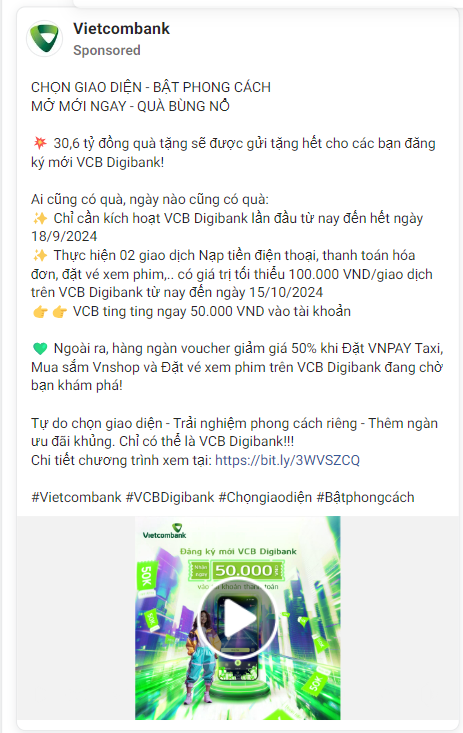 Vietcombank
Sponsored
CHỌN GIAO DIỆN - BẬT PHONG CÁCH
MỞ MỚI NGAY - QUÀ BÙNG NỔ
💥 30,6 tỷ đồng quà tặng sẽ được gửi tặng hết cho các bạn đăng
ký mới VCB Digibank!
Ai cũng có quà, ngày nào cũng có quà:
✨ Chỉ cần kích hoạt VCB Digibank lần đầu từ nay đến hết ngày
18/9/2024
✨ Thực hiện 02 giao dịch Nạp tiền điện thoại, thanh toán hóa
đơn, đặt vé xem phim,.. có giá trị tối thiểu 100.000 VND/giao dịch
trên VCB Digibank từ nay đến ngày 15/10/2024
👉👉 VCB ting ting ngay 50.000 VND vào tài khoản
💚 Ngoài ra, hàng ngàn voucher giảm giá 50% khi Đặt VNPAY Taxi,
Mua sắm Vnshop và Đặt vé xem phim trên VCB Digibank đang chờ
bạn khám phá!
Tự do chọn giao diện - Trải nghiệm phong cách riêng - Thêm ngàn
ưu đãi khủng. Chỉ có thể là VCB Digibank!!!
Chi tiết chương trình xem tại: https://bit.ly/3WVSZCQ
#Vietcombank #VCBDigibank #Chọngiaodiện #Bậtphongcách
Vietcombank
Đăng ký mới VCB Digibank
Nhận ngay 50.000 VND
vào tài khoản thanh toán
50K
50K